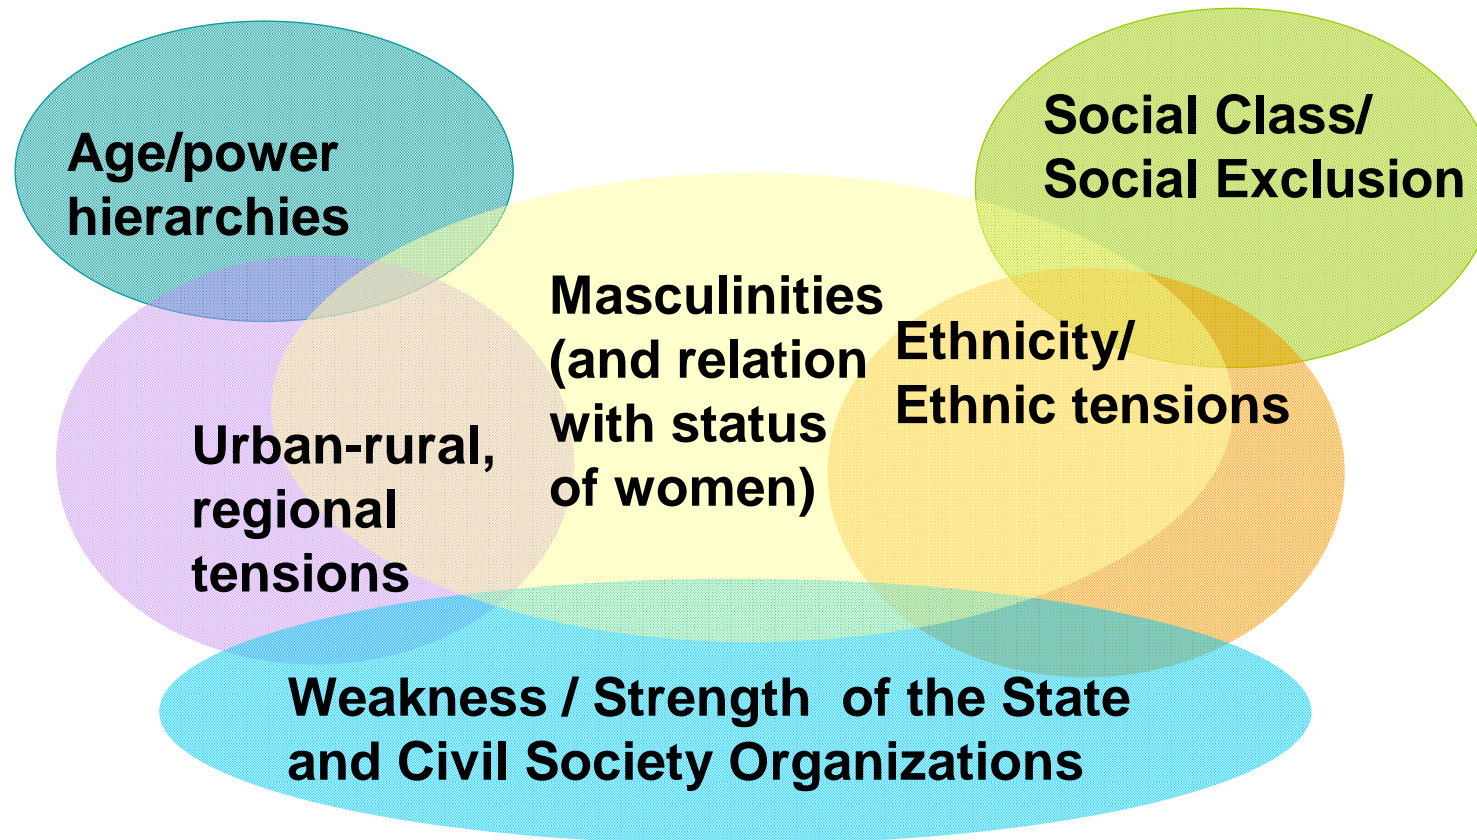 Age/power
hierarchies
Social Class/
Social Exclusion
Masculinities
(and relation
with status
of women)
Ethnicity/
Ethnic tensions
Urban-rural,
regional
tensions
Weakness / Strength  of the State
and Civil Society Organizations